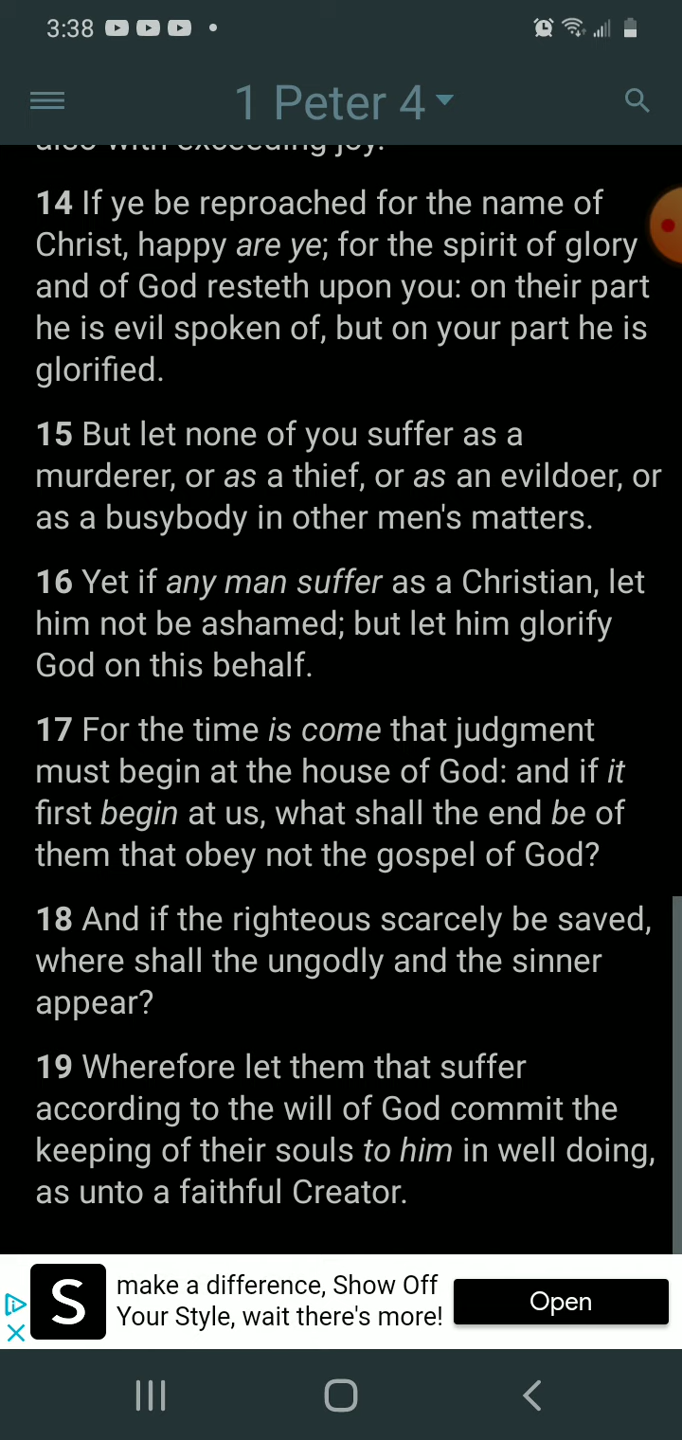 3:38
1 Peter 4
also with exceeding joy.
14 If ye be reproached for the name of
Christ, happy are ye; for the spirit of glory
and of God resteth upon you: on their part
he is evil spoken of, but on your part he is
glorified.
15 But let none of you suffer as a
murderer, or as a thief, or as an evildoer, or
as a busybody in other men's matters.
16 Yet if any man suffer as a Christian, let
him not be ashamed; but let him glorify
God on this behalf.
17 For the time is come that judgment
must begin at the house of God: and if it
first begin at us, what shall the end be of
them that obey not the gospel of God?
18 And if the righteous scarcely be saved,
where shall the ungodly and the sinner
appear?
19 Wherefore let them that suffer
according to the will of God commit the
keeping of their souls to him in well doing,
as unto a faithful Creator.
S
make a difference, Show Off
Your Style, wait there's more!
Open